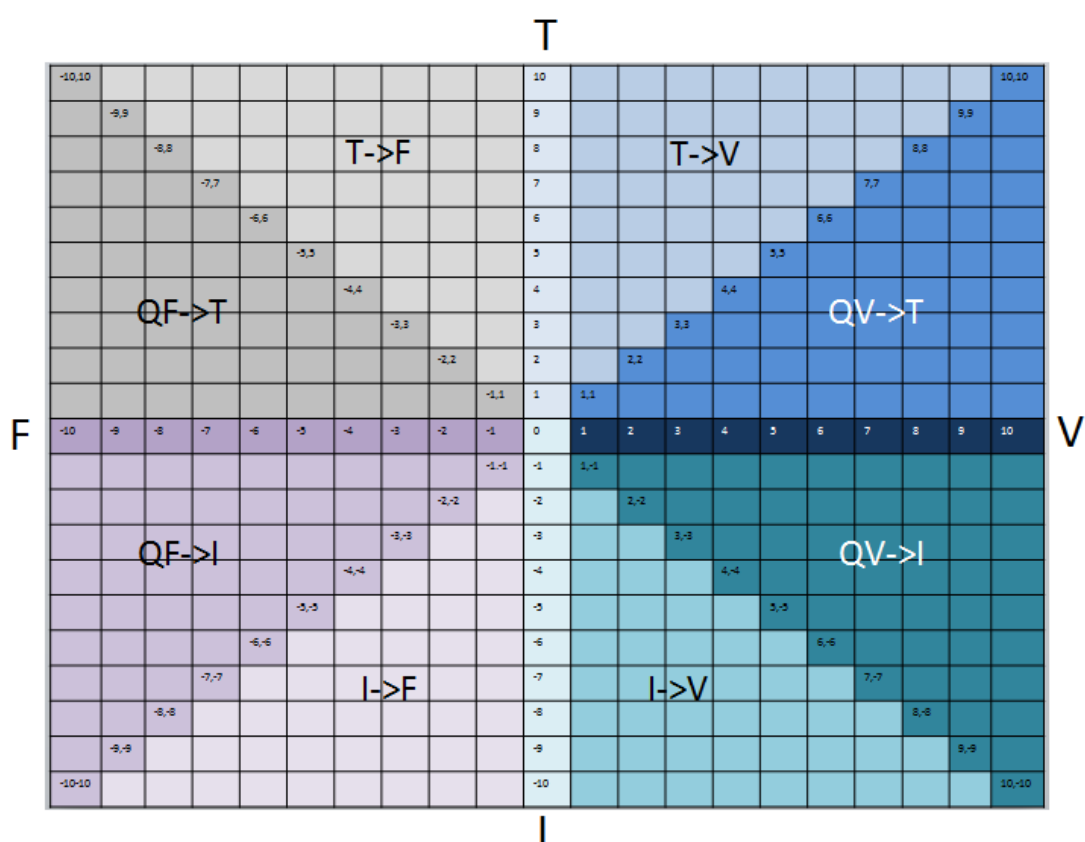 T
-10,10 10 10,10
-9,9 9 9,9
-8,8 T->F 8 T->V 8,8
-7,7 7 7,7
-6,6 6 6,6
-5,5 5 5,5
QF->T -4,4 4 4,4 QV->T
-3,3 3 3,3
-2,2 2 2,2
-1,1 1 1,1
F -10 -9 -8 -7 -6 -5 -4 -3 -2 -1 0 1 2 3 4 5 6 7 8 9 10 V
-1.-1 -1 1,-1
-2,-2 -2 2,-2
QF->I -3,-3 -3 3,-3 QV->I
-4,-4 -4 4,-4
-5,-5 -5 5,-5
-6,-6 -6 6,-6
-7,-7 I->F -7 I->V 7,-7
-8,-8 -8 8,-8
-9,-9 -9 9,-9
-10-10 -10 10,-10
I